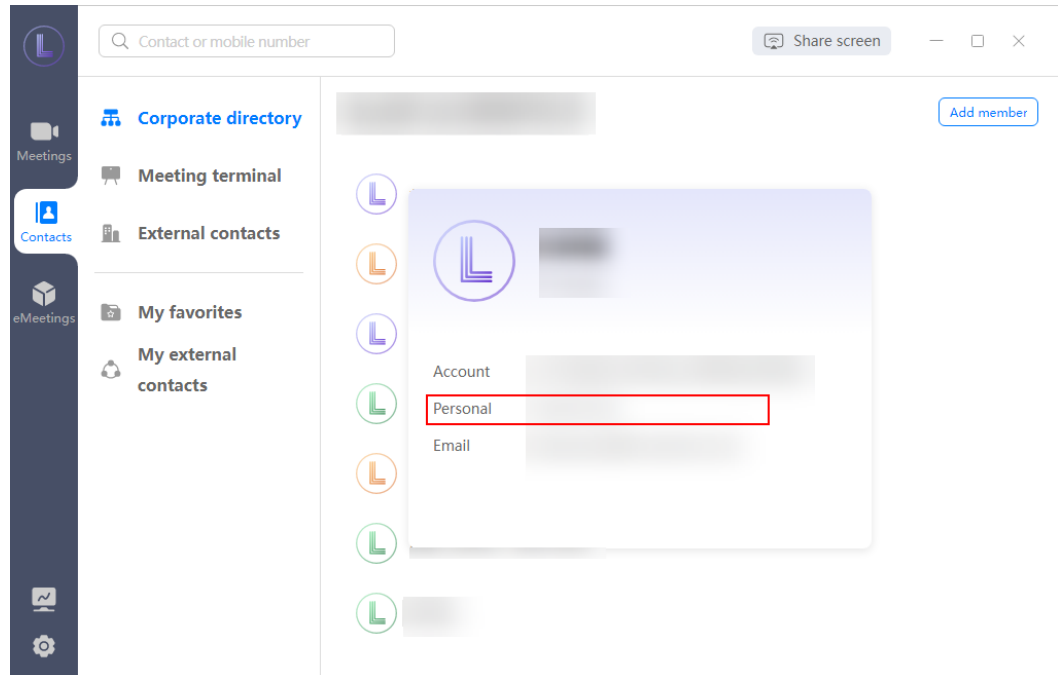 Contact or mobile number
Share screen
Meetings
Contacts
eMeetings
Corporate directory
Meeting terminal
External contacts
My favorites
My external
contacts
Add member
L
L
L
L
L
L
L
L
L
Account
Personal
Email